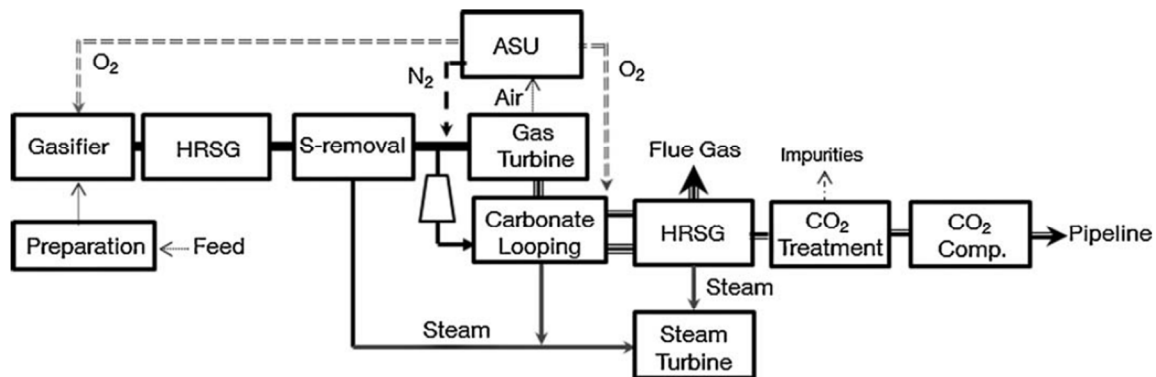 ASU
O2
N2
O2
Air
Gasifier
HRSG
S-removal
Gas
Turbine
Flue Gas
Impurities
Preparation
Feed
Carbonate
Looping
HRSG
CO2
Treatment
CO2
Comp.
Pipeline
Steam
Steam
Steam
Turbine